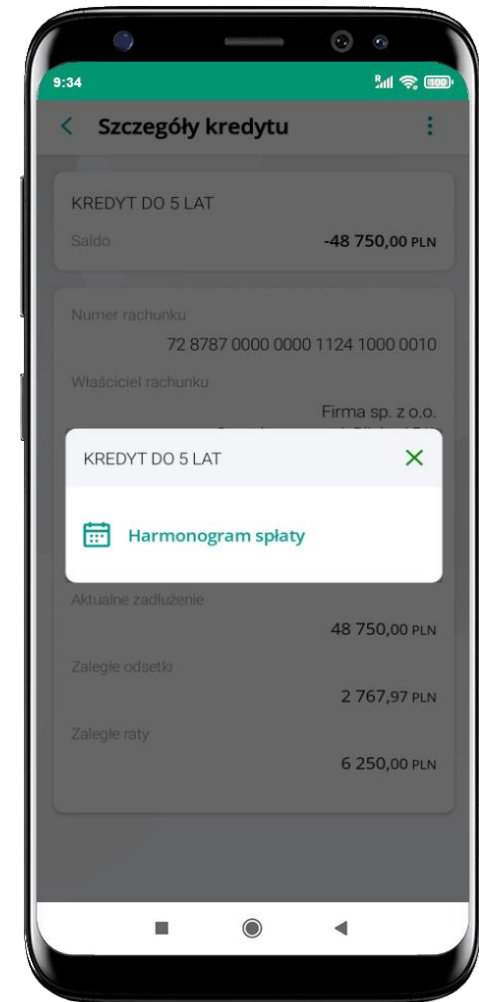 9:34
Szczegóły kredytu
KREDYT DO 5 LAT
Saldo -48 750,00 PLN
Numer rachunku
72 8787 0000 0000 1124 1000 0010
Właściciel rachunku
Firma sp. z o.o.
KREDYT DO 5 LAT
Harmonogram spłaty
Aktualne zadłużenie
48 750,00 PLN
Zaległe odsetki
2 767,97 PLN
Zaległe raty
6 250,00 PLN